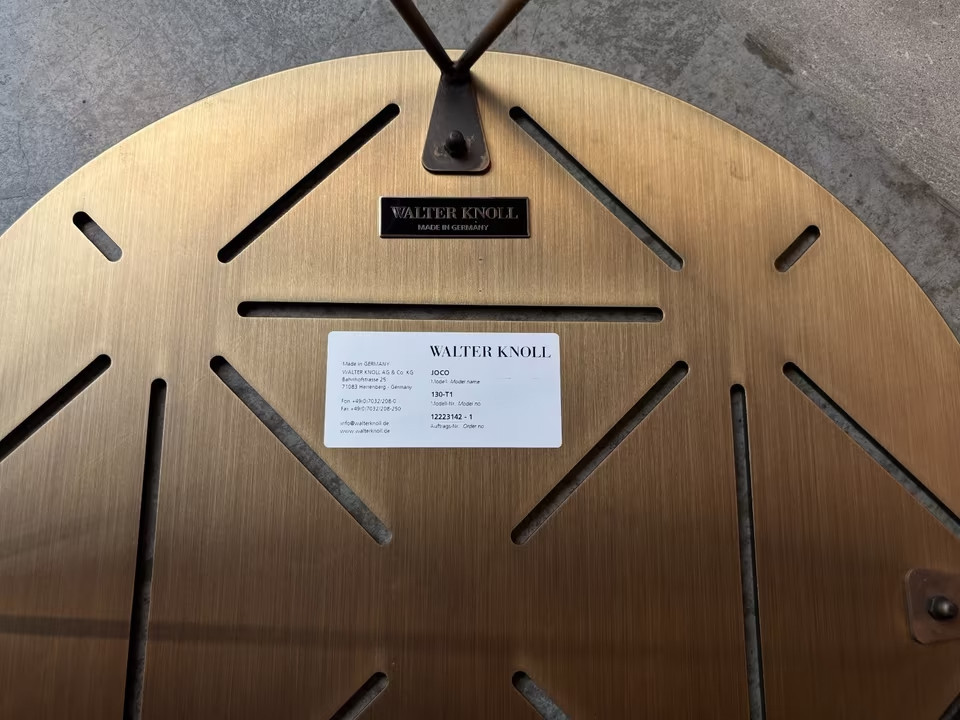 WALTER KNOLL
MADE IN GERMANY
WALTER KNOLL
Made in GERMANY
WALTER KNOLL AG & Co. KG
Bahnhofstrasse 25
71083 Herrenberg - Germany
Fon +49(0)7032/208-0
Fax +49(0)7032/208-250
info@walterknoll.de
www.walterknoll.de
JOCO
Modell- Model name
130-T1
Modell-Nr. Model no.
12223142 - 1
Auftrags-Nr. Order no.